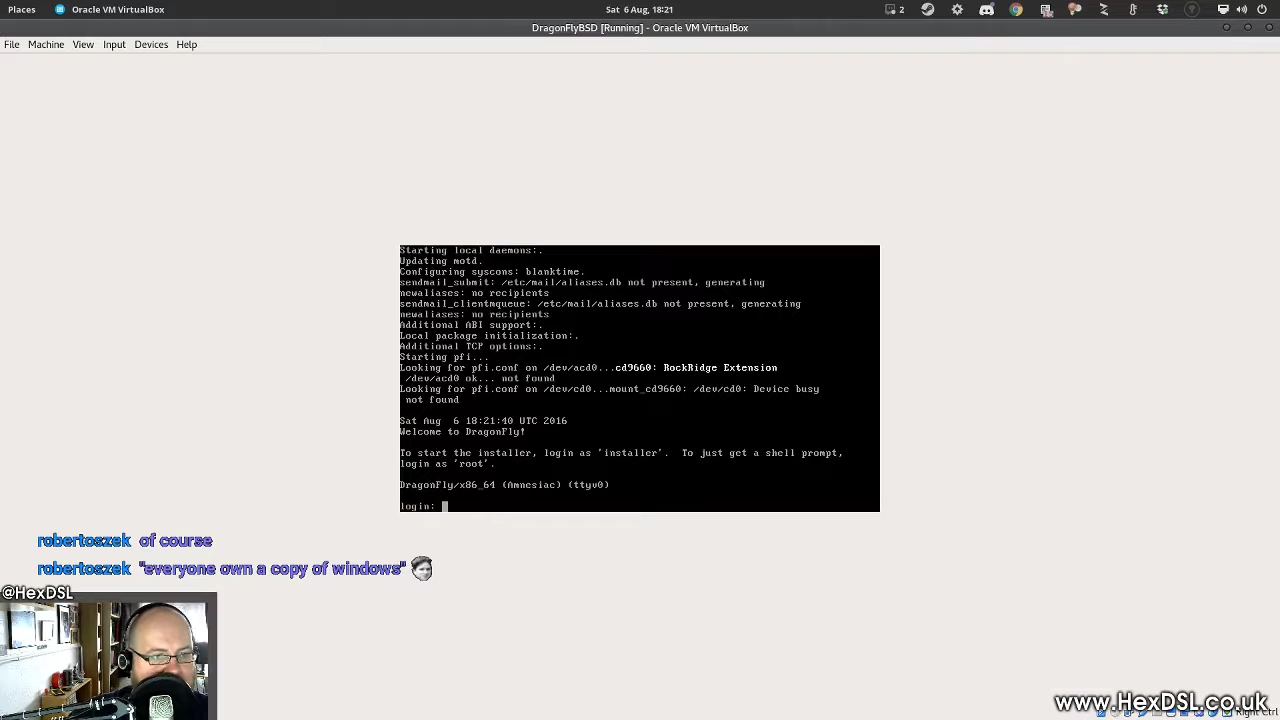 Places Oracle VM VirtualBox Sat 6 Aug, 18:21 2
DragonFlyBSD [Running] - Oracle VM VirtualBox
File Machine View Input Devices Help
Starting local daemons:.
Updating motd.
Configuring syscons: blanktime.
sendmail_submit: /etc/mail/aliases.db not present, generating
newaliases: no recipients
sendmail_clientmqueue: /etc/mail/aliases.db not present, generating
newaliases: no recipients
Additional ABI support:.
Local package initialization:.
Additional TCP options:.
Starting pfi...
Looking for pfi.conf on /dev/acd0...cd9660: RockRidge Extension
/dev/acd0 ok... not found
Looking for pfi.conf on /dev/cd0...mount_cd9660: /dev/cd0: Device busy
not found
Sat Aug 6 18:21:40 UTC 2016
Welcome to DragonFly!
To start the installer, login as 'installer'. To just get a shell prompt,
login as 'root'.
DragonFly/x86_64 (Amnesiac) (ttyv0)
login:
robertoszek of course
robertoszek "everyone own a copy of windows"
@HexDSL
www.HexDSL.co.uk
Right Ctrl